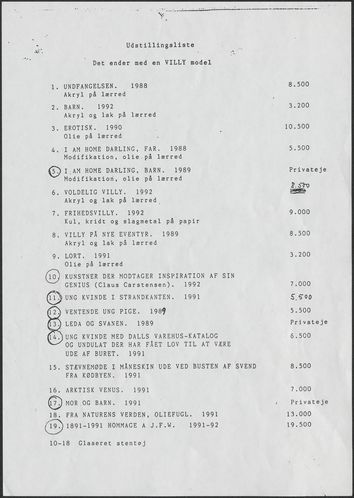 Udstillingsliste
Det ender med en VILLY model
1. UNDFANGELSEN. 1988 8.500
Akryl på lærred
2. BARN. 1992 3.200
Akryl og lak på lærred
3. EROTISK. 1990 10.500
Olie på lærred
4. I AM HOME DARLING, FAR. 1988 5.500
Modifikation, olie på lærred
5. I AM HOME DARLING, BARN. 1989 Privateje
Modifikation, olie på lærred
6. VOLDELIG VILLY. 1992 8.500
Akryl og lak på lærred
7. FRIHEDSVILLY. 1992 9.000
Kul, kridt og slagmetal på papir
8. VILLY PÅ NYE EVENTYR. 1989 8.500
Akryl og lak på lærred
9. LORT. 1991 3.200
Olie på lærred
10. KUNSTNER DER MODTAGER INSPIRATION AF SIN
GENIUS (Claus Carstensen). 1992 7.000
11. UNG KVINDE I STRANDKANTEN. 1991 5.500
12. VENTENDE UNG PIGE. 1989 5.500
13. LEDA OG SVANEN. 1989 Privateje
14. UNG KVINDE MED DALLS VAREHUS-KATALOG 6.500
OG UNDULAT DER HAR FÅET LOV TIL AT VÆRE
UDE AF BURET. 1991
15. STÆVNEMØDE I MÅNESKIN UDE VED BUSTEN AF SVEND 8.500
FRA KØDBYEN. 1991
16. ARKTISK VENUS. 1991 7.000
17. MOR OG BARN. 1991 Privateje
18. FRA NATURENS VERDEN, OLIEFUGL. 1991 13.000
19. 1891-1991 HOMMAGE A J.F.W. 1991-92 19.500
10-18 Glaseret stentøj